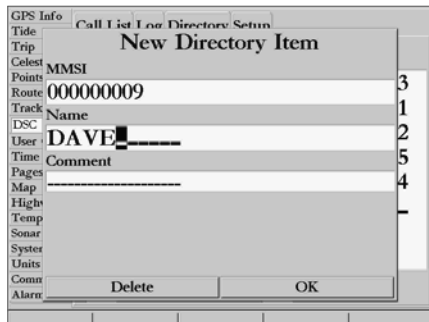 GPS Info
Tide
Trip
Celest
Points
Route
Track
DSC
User
Time
Pages
Map
Highw
Temp
Sonar
System
Units
Comm
Alarm
Call List Log Directory Setup
New Directory Item
MMSI
000000009
Name
DAVE
Comment
Delete OK
3
1
2
5
4